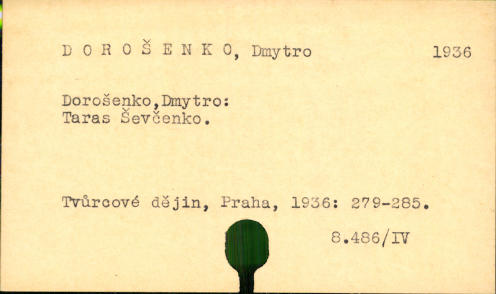 D O R O Š E N K O, Dmytro 1936
Dorošenko,Dmytro:
Taras Ševčenko.
Tvůrcové dějin, Praha, 1936: 279-285.
8.486/IV